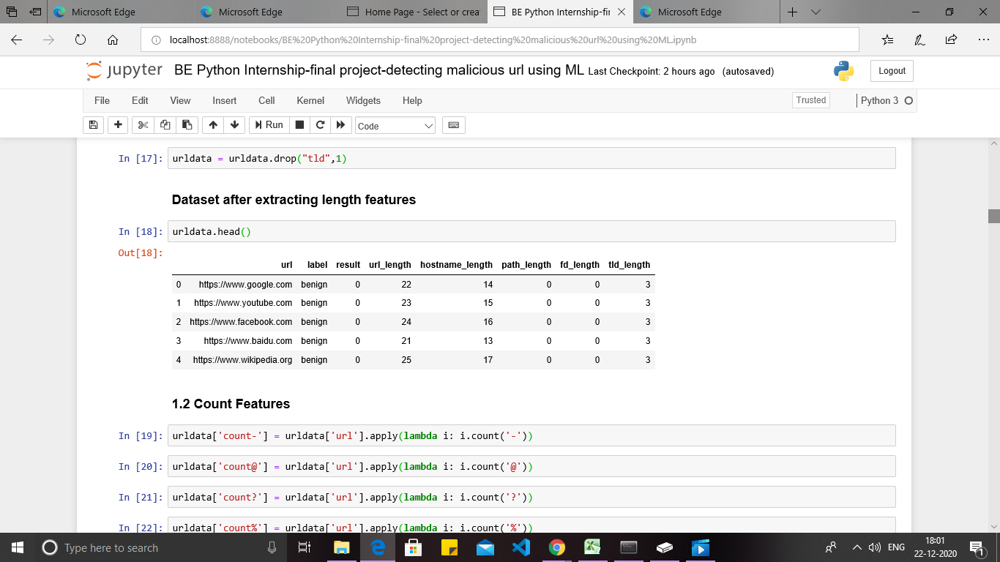 Microsoft Edge Microsoft Edge Home Page - Select or crea BE Python Internship-fi Microsoft Edge
localhost:8888/notebooks/BE%20Python%20Internship-final%20project-detecting%20malicious%20url%20using%20ML.ipynb
jupyter BE Python Internship-final project-detecting malicious url using ML Last Checkpoint: 2 hours ago (autosaved) Logout
File Edit View Insert Cell Kernel Widgets Help Trusted Python 3
Run Code
In [17]: urldata = urldata.drop("tld",1)
Dataset after extracting length features
In [18]: urldata.head()
Out[18]:
url label result url_length hostname_length path_length fd_length tld_length
0 https://www.google.com benign 0 22 14 0 0 3
1 https://www.youtube.com benign 0 23 15 0 0 3
2 https://www.facebook.com benign 0 24 16 0 0 3
3 https://www.baidu.com benign 0 21 13 0 0 3
4 https://www.wikipedia.org benign 0 25 17 0 0 3
1.2 Count Features
In [19]: urldata['count-'] = urldata['url'].apply(lambda i: i.count('-'))
In [20]: urldata['count@'] = urldata['url'].apply(lambda i: i.count('@'))
In [21]: urldata['count?'] = urldata['url'].apply(lambda i: i.count('?'))
In [22]: urldata['count%'] = urldata['url'].apply(lambda i: i.count('%'))
Type here to search ENG 18:01
22-12-2020 1